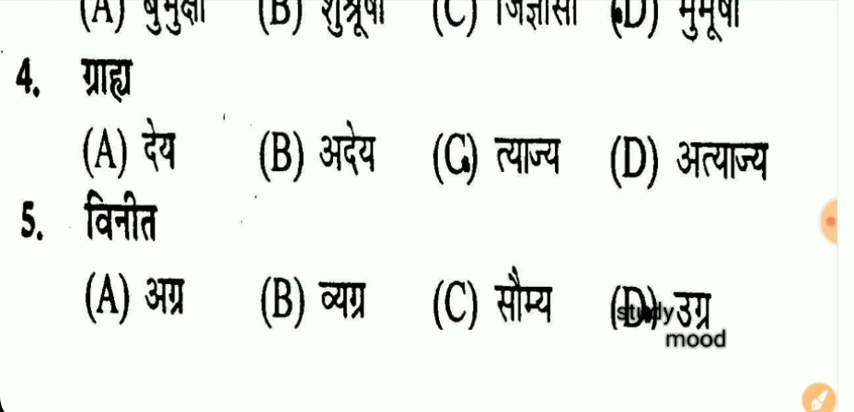 (A) बुभुक्षा (B) शुश्रूषा (C) जिज्ञासा (D) मुमूर्षा
4. ग्राह्य
(A) देय (B) अदेय (C) त्याज्य (D) अत्याज्य
5. विनीत
(A) अग्र (B) व्यग्र (C) सौम्य (D) उग्र
study
mood